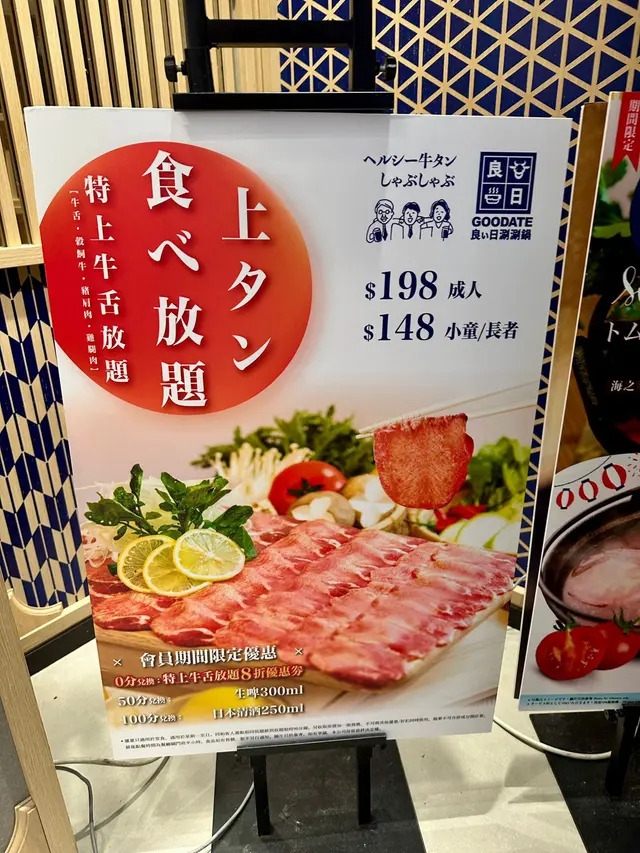 上タン
食べ放題
特上牛舌放題
[牛舌・穀飼牛・豬肩肉・雞腿肉]
ヘルシー牛タン
しゃぶしゃぶ
良日
GOODATE
良い日涮涮鍋
$198 成人
$148 小童/長者
× 會員期間限定優惠 ×
0分兌換:特上牛舌放題8折優惠券
50分兌換: 生啤300ml
100分兌換: 日本清酒250ml
期間限定
トム
海之